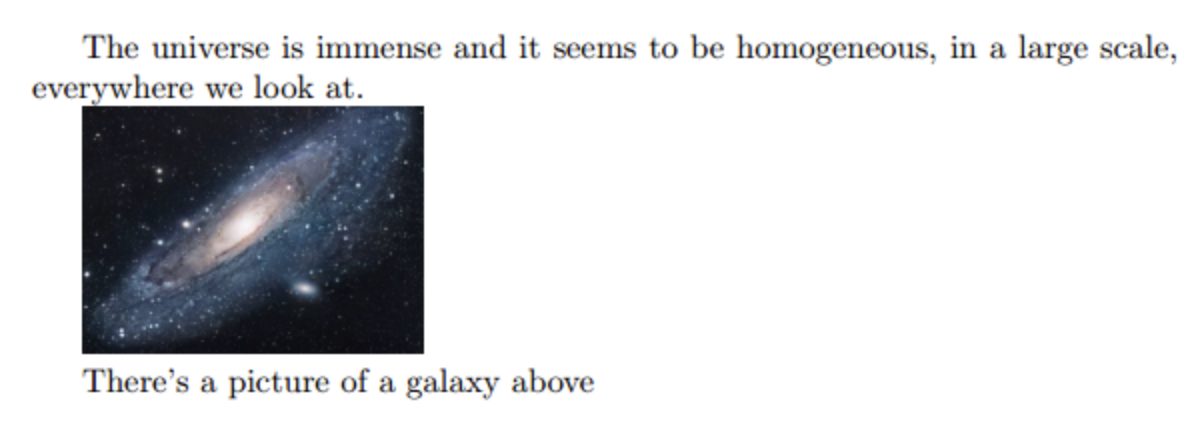 The universe is immense and it seems to be homogeneous, in a large scale,
everywhere we look at.
There's a picture of a galaxy above